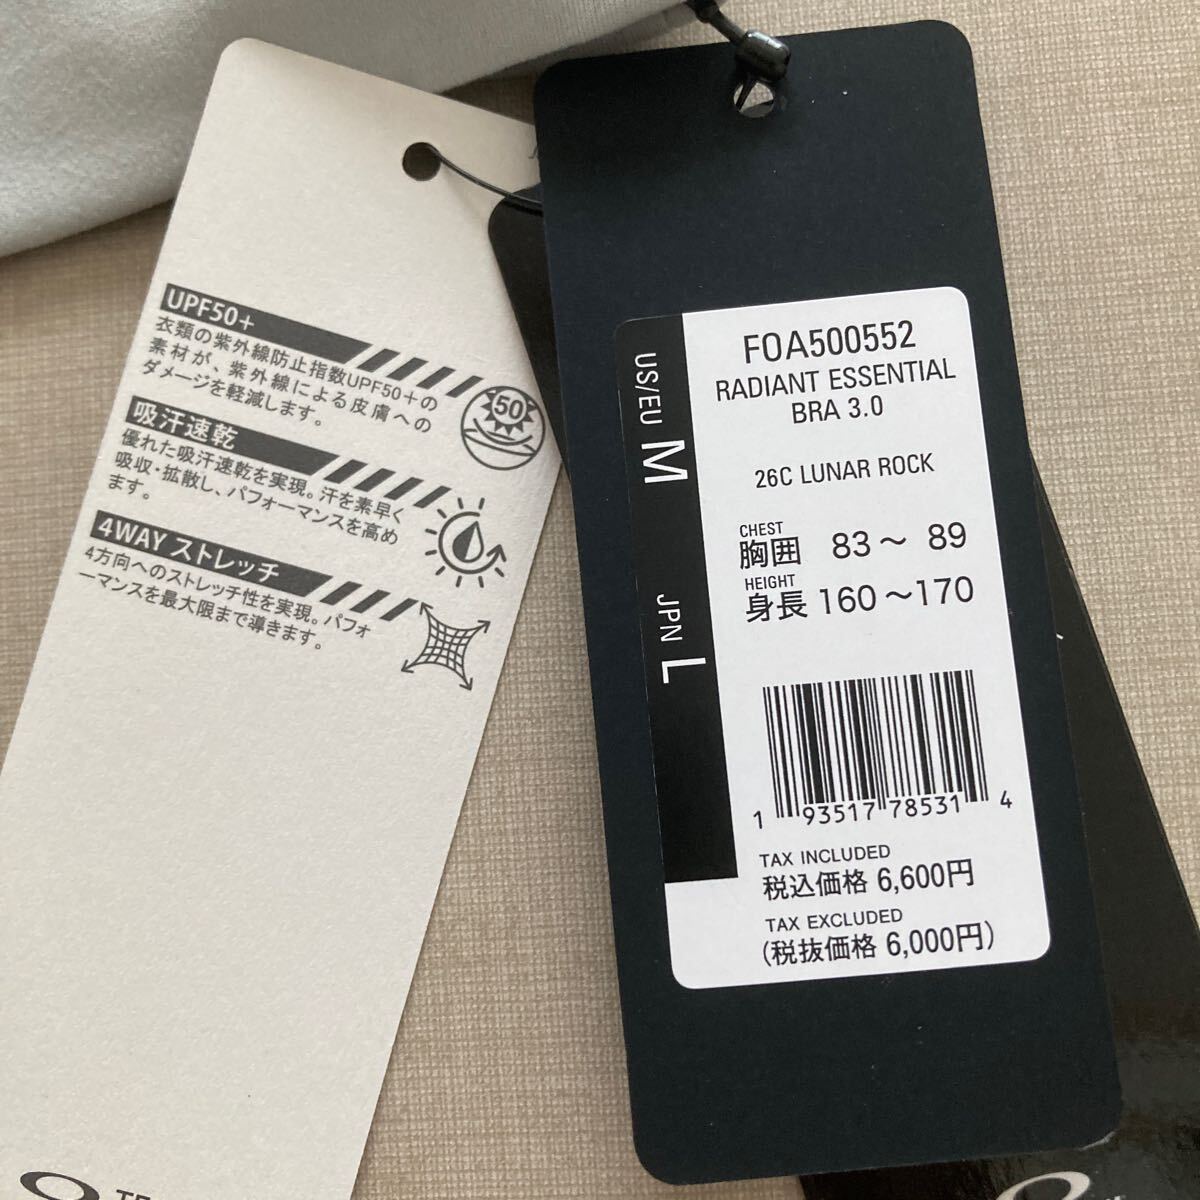 UPF50+
衣類の紫外線防止指数UPF50+の
素材が、紫外線による皮膚への
ダメージを軽減します。
50
吸汗速乾
優れた吸汗速乾を実現。汗を素早く
吸収・拡散し、パフォーマンスを高め
ます。
4WAY ストレッチ
4方向へのストレッチ性を実現。パフォ
ーマンスを最大限まで導きます。
US/EU M
JPN L
FOA500552
RADIANT ESSENTIAL
BRA 3.0
26C LUNAR ROCK
CHEST
胸囲 83～ 89
HEIGHT
身長 160～170
1 93517 78531 4
TAX INCLUDED
税込価格 6,600円
TAX EXCLUDED
(税抜価格 6,000円)